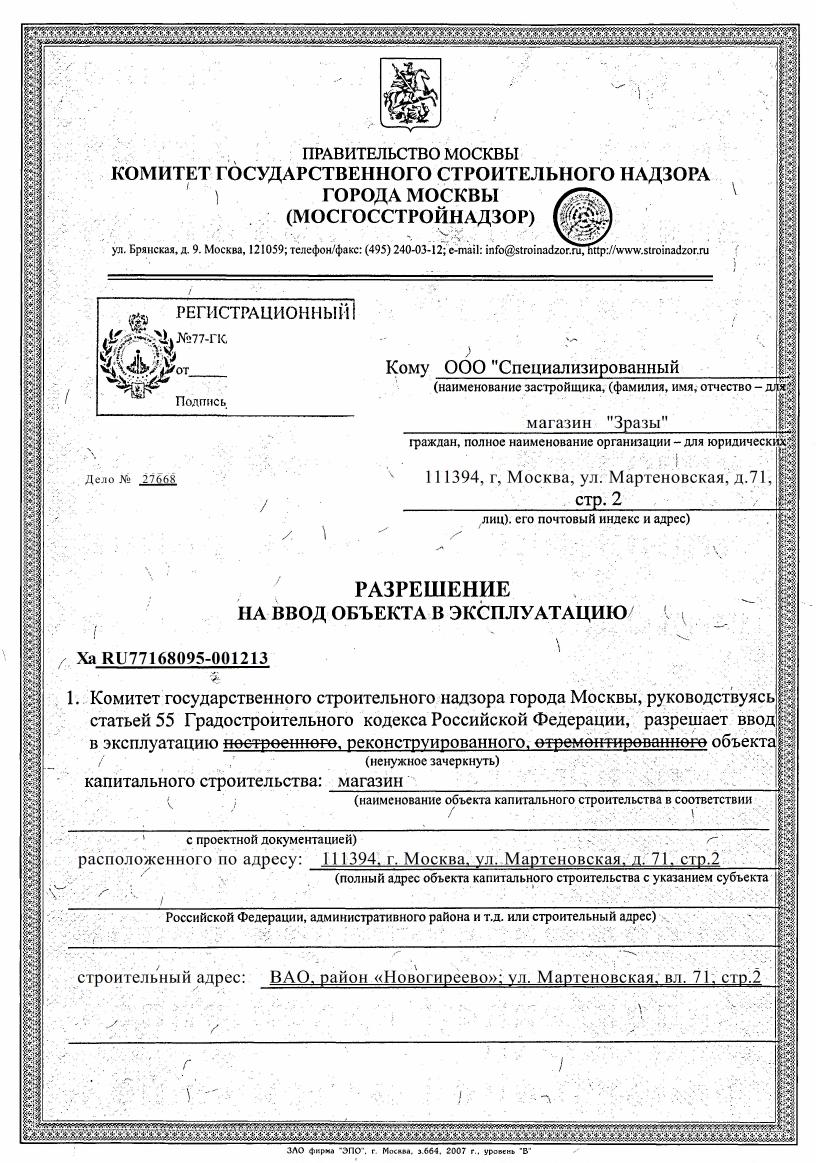 ПРАВИТЕЛЬСТВО МОСКВЫ
КОМИТЕТ ГОСУДАРСТВЕННОГО СТРОИТЕЛЬНОГО НАДЗОРА
ГОРОДА МОСКВЫ
(МОСГОССТРОЙНАДЗОР)
ул. Брянская, д. 9. Москва, 121059; телефон/факс: (495) 240-03-12; e-mail: info@stroinadzor.ru, http://www.stroinadzor.ru
РЕГИСТРАЦИОННЫЙ
№77-ГК
от
Подпись
Кому ООО "Специализированный
(наименование застройщика, (фамилия, имя, отчество – для
магазин "Зразы"
граждан, полное наименование организации – для юридических
Дело № 27668
111394, г, Москва, ул. Мартеновская, д.71,
стр. 2
лиц). его почтовый индекс и адрес)
РАЗРЕШЕНИЕ
НА ВВОД ОБЪЕКТА В ЭКСПЛУАТАЦИЮ
Ха RU77168095-001213
1. Комитет государственного строительного надзора города Москвы, руководствуясь
статьей 55 Градостроительного кодекса Российской Федерации, разрешает ввод
в эксплуатацию построенного, реконструированного, отремонтированного объекта
(ненужное зачеркнуть)
капитального строительства: магазин
(наименование объекта капитального строительства в соответствии
с проектной документацией)
расположенного по адресу: 111394, г. Москва, ул. Мартеновская, д. 71, стр.2
(полный адрес объекта капитального строительства с указанием субъекта
Российской Федерации, административного района и т.д. или строительный адрес)
строительный адрес: ВАО, район «Новогиреево»; ул. Мартеновская, вл. 71, стр.2
ЗАО фирма "ЭПО", г. Москва, з.664, 2007 г., уровень "В"